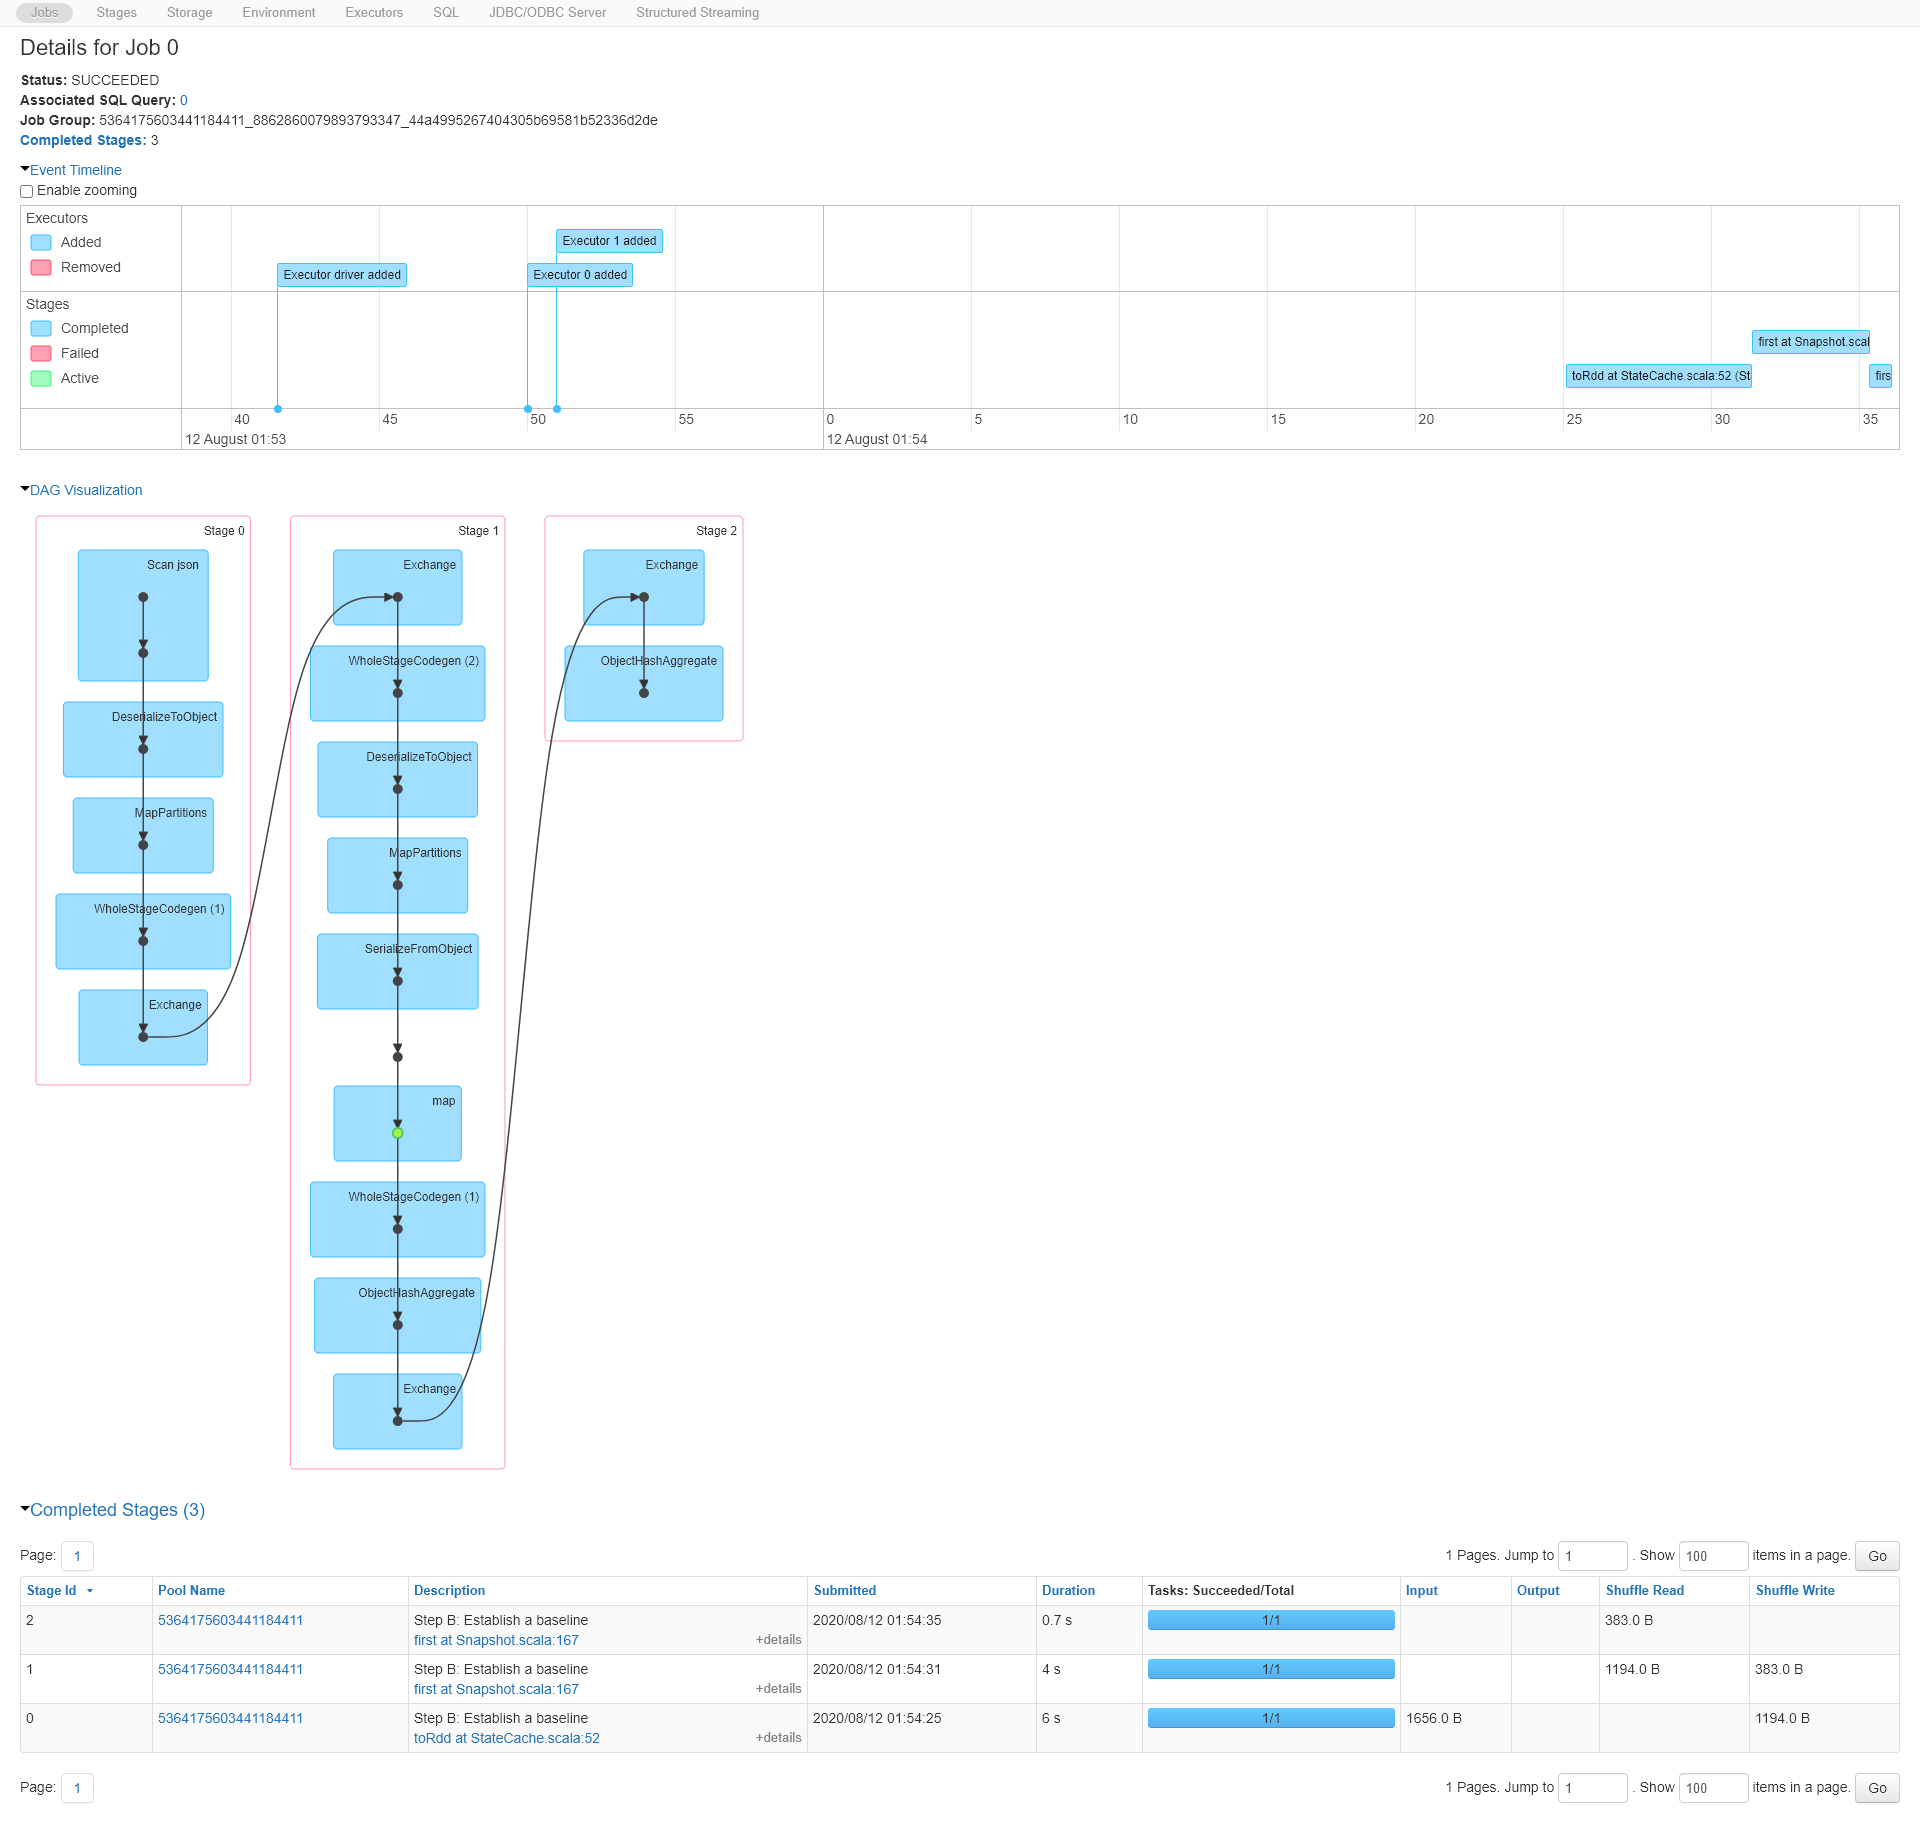 Jobs Stages Storage Environment Executors SQL JDBC/ODBC Server Structured Streaming
Details for Job 0
Status: SUCCEEDED
Associated SQL Query: 0
Job Group: 5364175603441184411_8862860079893793347_44a4995267404305b69581b52336d2de
Completed Stages: 3
Event Timeline
Enable zooming
Executors
Added
Removed
Executor 1 added
Executor driver added
Executor 0 added
Stages
Completed
Failed
Active
first at Snapshot.scal
toRdd at StateCache.scala:52 (St
firs
40 45 50 55 0 5 10 15 20 25 30 35
12 August 01:53 12 August 01:54
DAG Visualization
Stage 0
Scan json
DeserializeToObject
MapPartitions
WholeStageCodegen (1)
Exchange
Stage 1
Exchange
WholeStageCodegen (2)
DeserializeToObject
MapPartitions
SerializeFromObject
map
WholeStageCodegen (1)
ObjectHashAggregate
Exchange
Stage 2
Exchange
ObjectHashAggregate
Completed Stages (3)
Page: 1 1 Pages. Jump to 1 . Show 100 items in a page. Go
Stage Id Pool Name Description Submitted Duration Tasks: Succeeded/Total Input Output Shuffle Read Shuffle Write
2 5364175603441184411 Step B: Establish a baseline 2020/08/12 01:54:35 0.7 s 1/1 383.0 B
first at Snapshot.scala:167 +details
1 5364175603441184411 Step B: Establish a baseline 2020/08/12 01:54:31 4 s 1/1 1194.0 B 383.0 B
first at Snapshot.scala:167 +details
0 5364175603441184411 Step B: Establish a baseline 2020/08/12 01:54:25 6 s 1/1 1656.0 B 1194.0 B
toRdd at StateCache.scala:52 +details
Page: 1 1 Pages. Jump to 1 . Show 100 items in a page. Go